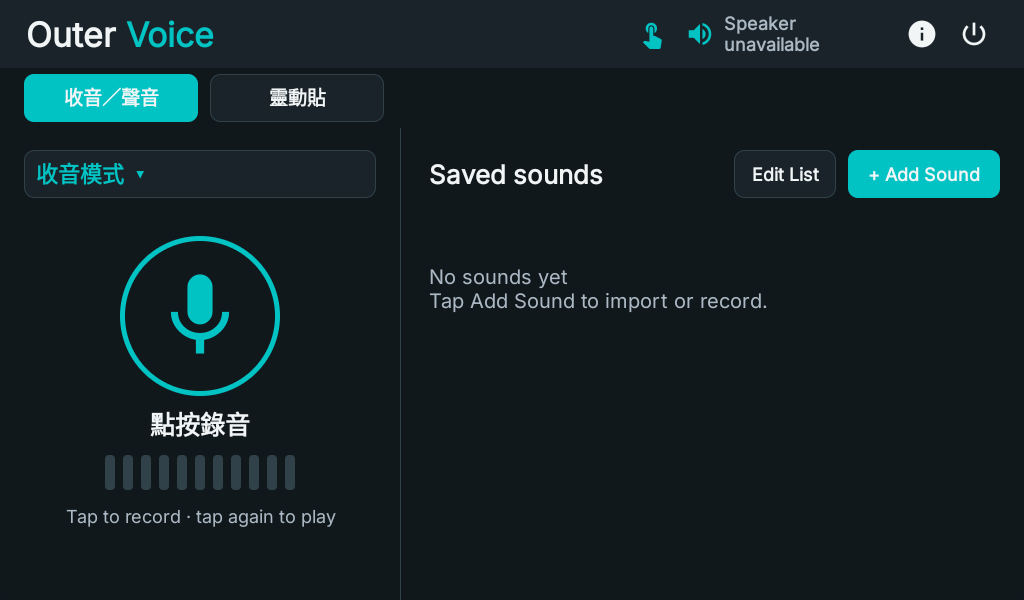 Outer Voice
Speaker
unavailable
收音／聲音
靈動貼
收音模式 ▾
Saved sounds
Edit List
+ Add Sound
No sounds yet
Tap Add Sound to import or record.
點按錄音
Tap to record · tap again to play